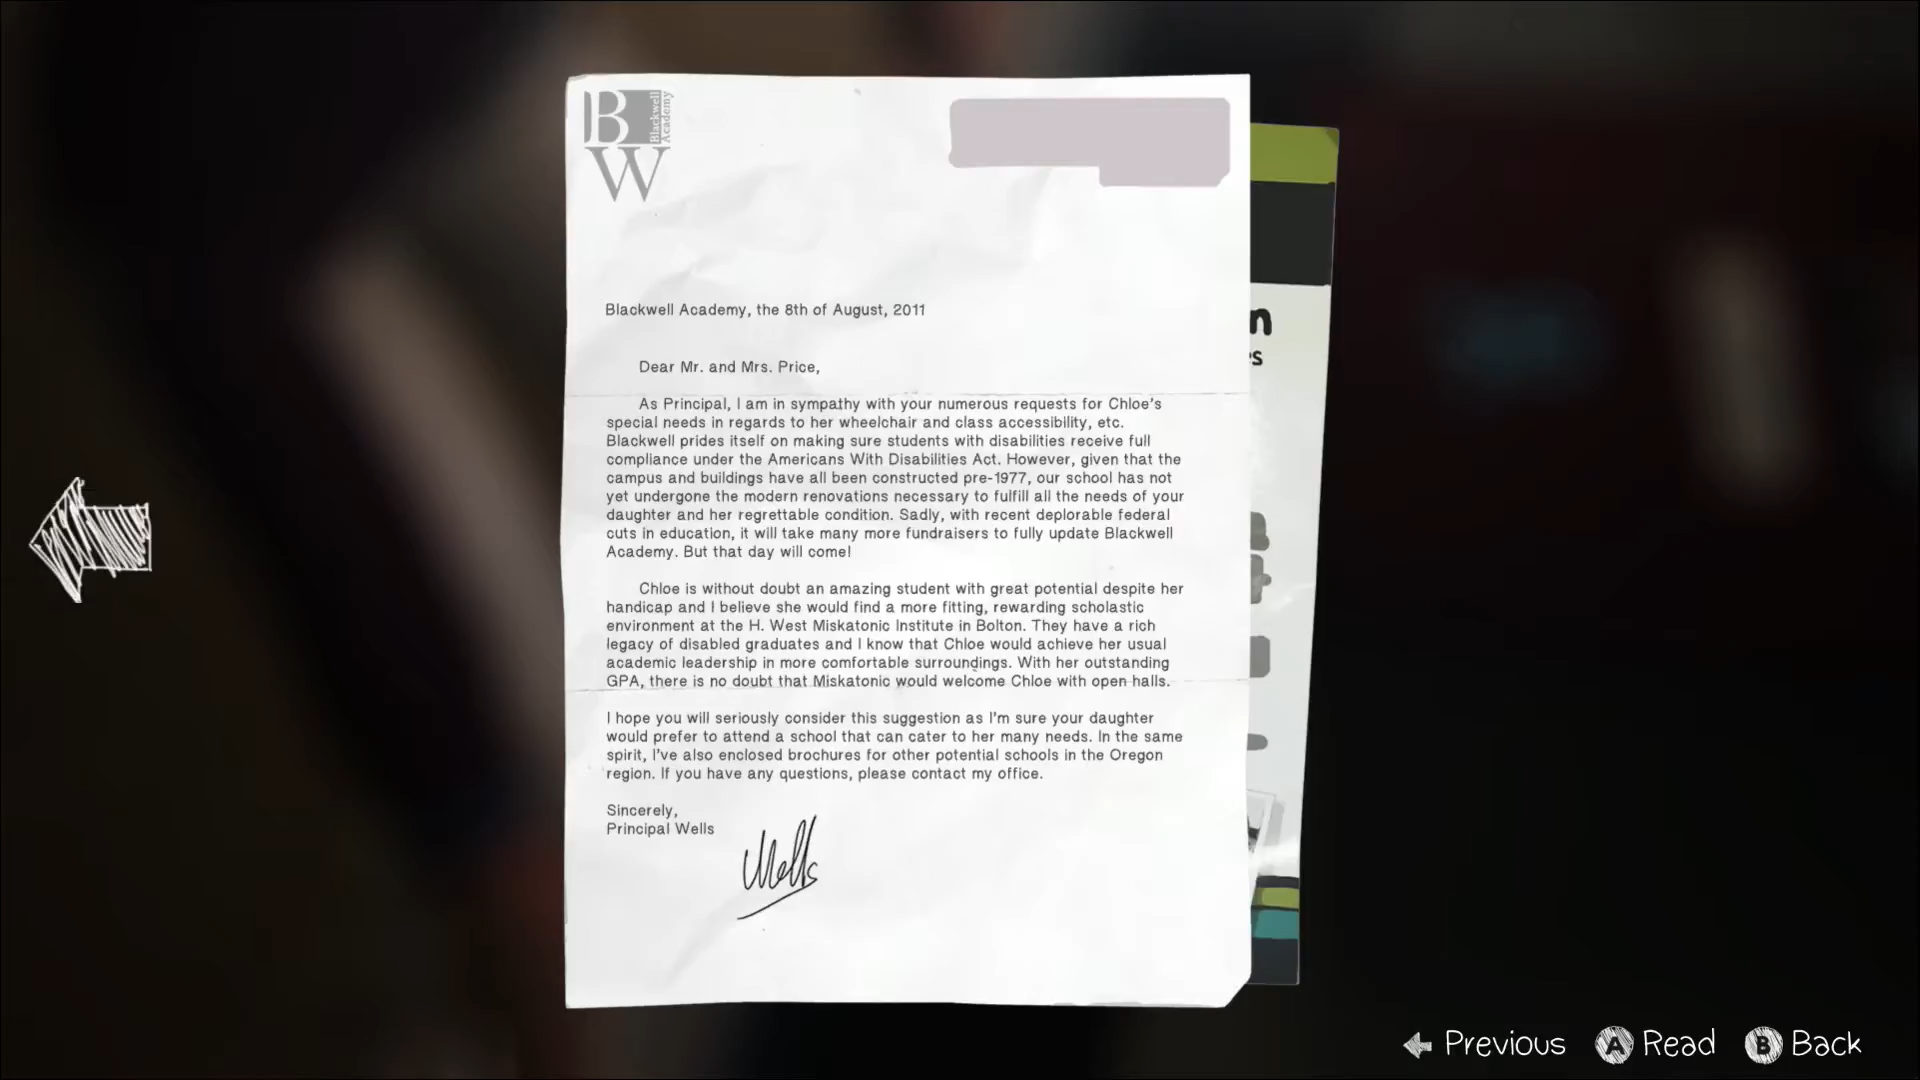 B
Blackwell
Academy
W
n
es
Blackwell Academy, the 8th of August, 2011
Dear Mr. and Mrs. Price,
As Principal, I am in sympathy with your numerous requests for Chloe's
special needs in regards to her wheelchair and class accessibility, etc.
Blackwell prides itself on making sure students with disabilities receive full
compliance under the Americans With Disabilities Act. However, given that the
campus and buildings have all been constructed pre-1977, our school has not
yet undergone the modern renovations necessary to fulfill all the needs of your
daughter and her regrettable condition. Sadly, with recent deplorable federal
cuts in education, it will take many more fundraisers to fully update Blackwell
Academy. But that day will come!
Chloe is without doubt an amazing student with great potential despite her
handicap and I believe she would find a more fitting, rewarding scholastic
environment at the H. West Miskatonic Institute in Bolton. They have a rich
legacy of disabled graduates and I know that Chloe would achieve her usual
academic leadership in more comfortable surroundings. With her outstanding
GPA, there is no doubt that Miskatonic would welcome Chloe with open halls.
I hope you will seriously consider this suggestion as I'm sure your daughter
would prefer to attend a school that can cater to her many needs. In the same
spirit, I've also enclosed brochures for other potential schools in the Oregon
region. If you have any questions, please contact my office.
Sincerely,
Principal Wells
Wells
Previous A Read B Back